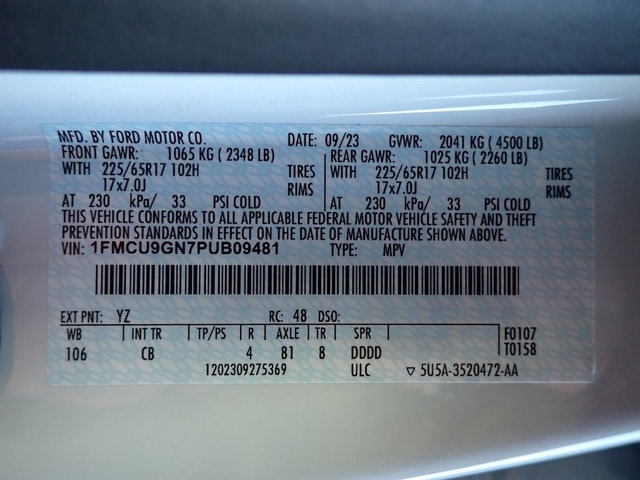 MFD. BY FORD MOTOR CO. DATE: 09/23 GVWR: 2041 KG ( 4500 LB)
FRONT GAWR: 1065 KG ( 2348 LB) REAR GAWR: 1025 KG ( 2260 LB)
WITH 225/65R17 102H TIRES WITH 225/65R17 102H TIRES
17x7.0J RIMS 17x7.0J RIMS
AT 230 kPa/ 33 PSI COLD AT 230 kPa/ 33 PSI COLD
THIS VEHICLE CONFORMS TO ALL APPLICABLE FEDERAL MOTOR VEHICLE SAFETY AND THEFT
PREVENTION STANDARDS IN EFFECT ON THE DATE OF MANUFACTURE SHOWN ABOVE.
VIN: 1FMCU9GN7PUB09481 TYPE: MPV
EXT PNT: YZ RC: 48 DSO:
WB INT TR TP/PS R AXLE TR SPR F0107
106 CB 4 81 8 DDDD T0158
1202309275369 ULC ▽ 5U5A-3520472-AA